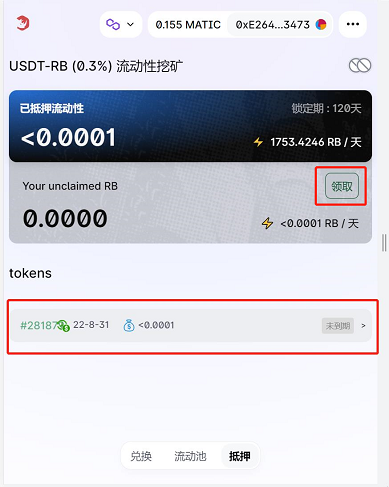 0.155 MATIC 0xE264...3473
USDT-RB (0.3%) 流动性挖矿
已抵押流动性 锁定期 : 120天
<0.0001 1753.4246 RB / 天
Your unclaimed RB 领取
0.0000 <0.0001 RB / 天
tokens
#28187 22-8-31 <0.0001 未到期 >
兑换 流动池 抵押